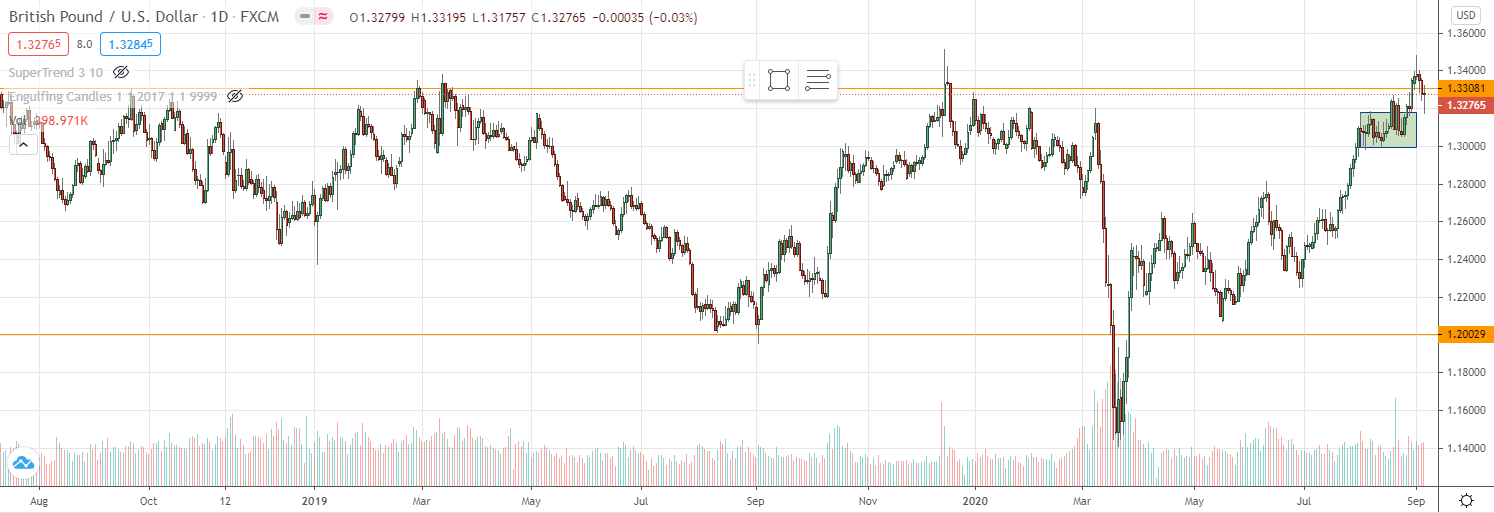 British Pound / U.S. Dollar · 1D · FXCM O1.32799 H1.33195 L1.31757 C1.32765 −0.00035 (−0.03%)
1.32765 8.0 1.32845
SuperTrend 3 10
Engulfing Candles 1 1 2017 1 1 9999
Vol 398.971K
USD
1.36000
1.34000
1.33081
1.32765
1.30000
1.28000
1.26000
1.24000
1.22000
1.20029
1.18000
1.16000
1.14000
Aug Oct 12 2019 Mar May Jul Sep Nov 2020 Mar May Jul Sep